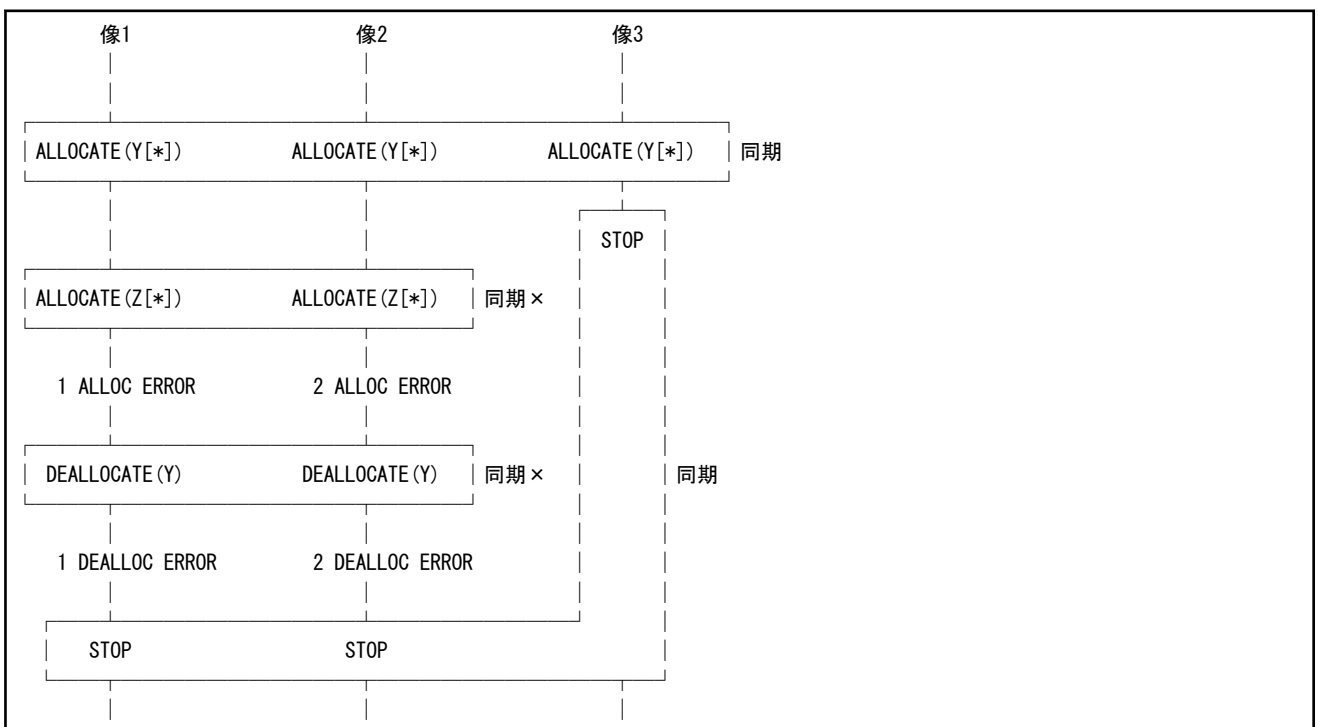 像1 像2 像3
ALLOCATE(Y[*]) ALLOCATE(Y[*]) ALLOCATE(Y[*]) 同期
STOP
ALLOCATE(Z[*]) ALLOCATE(Z[*]) 同期×
1 ALLOC ERROR 2 ALLOC ERROR
DEALLOCATE(Y) DEALLOCATE(Y) 同期× 同期
1 DEALLOC ERROR 2 DEALLOC ERROR
STOP STOP